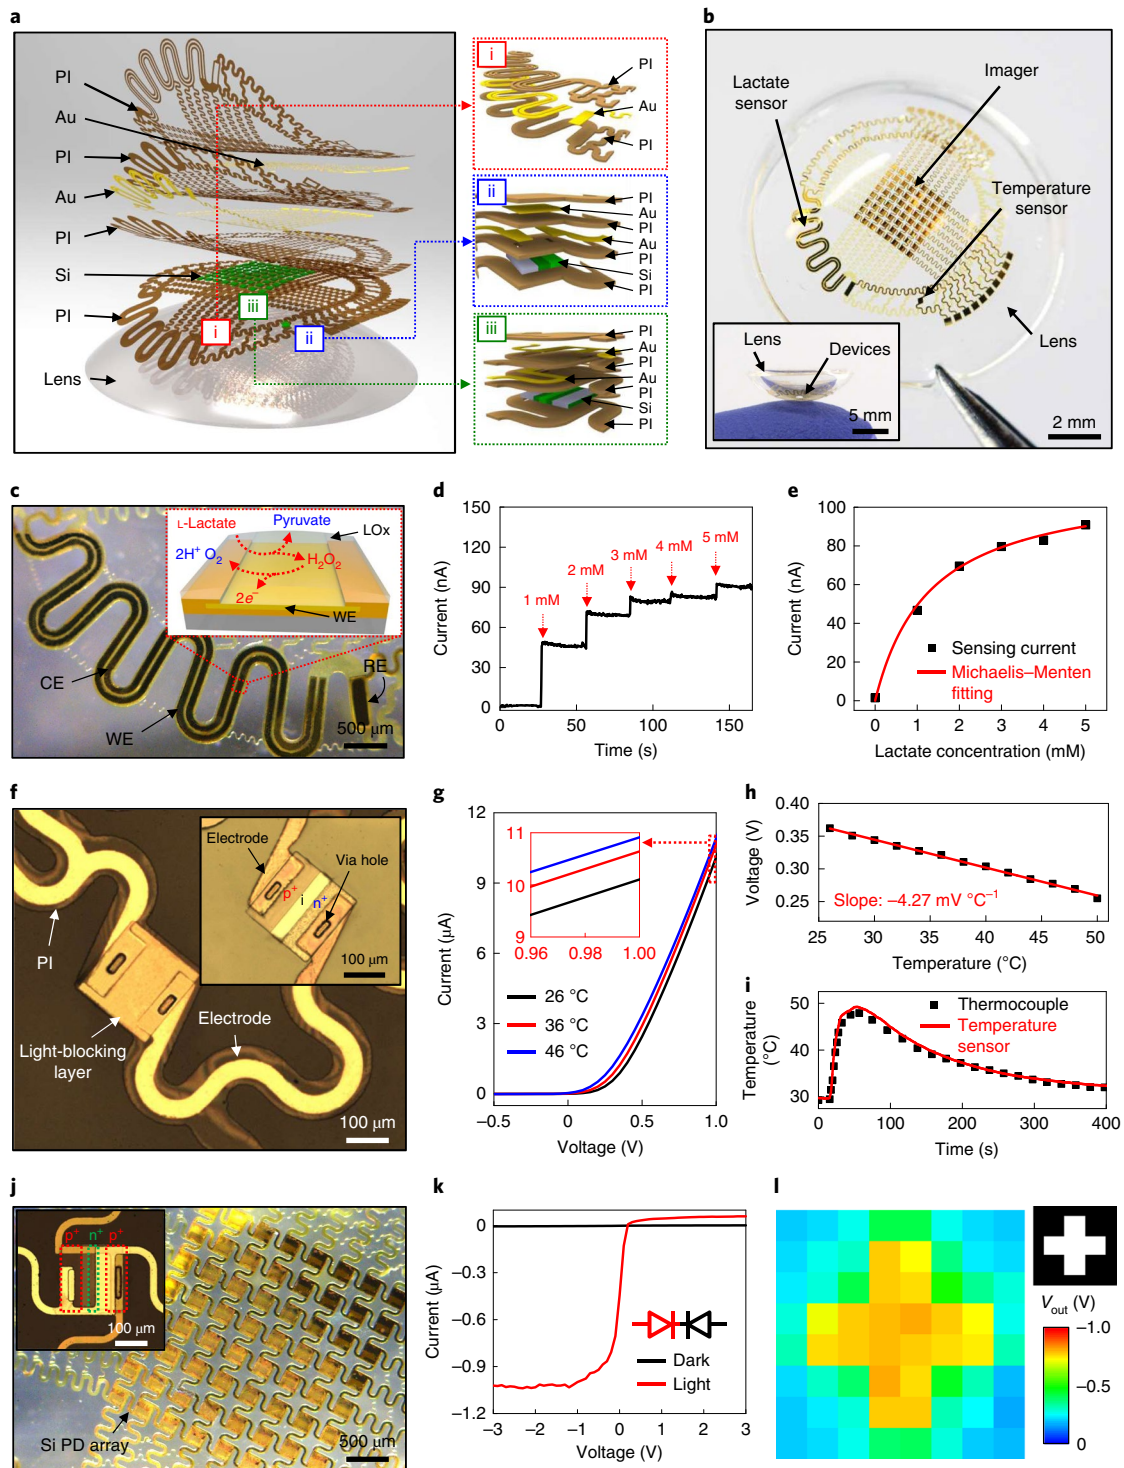 a
PI
Au
PI
Au
PI
Si
PI
Lens
i
ii
iii
i
PI
Au
PI
ii
PI
Au
PI
Au
PI
Si
PI
iii
PI
Au
PI
Au
PI
Si
PI
b
Lactate
sensor
Imager
Temperature
sensor
Lens
Lens
Devices
5 mm
2 mm
c
L-Lactate
Pyruvate
LOx
2H⁺ O₂
H₂O₂
2e⁻
WE
CE
WE
RE
500 μm
d
150
120
90
60
30
0
Current (nA)
1 mM
2 mM
3 mM
4 mM
5 mM
0 50 100 150
Time (s)
e
100
80
60
40
20
0
Current (nA)
Sensing current
Michaelis–Menten
fitting
0 1 2 3 4 5
Lactate concentration (mM)
f
Electrode
Via hole
p⁺
i
n⁺
100 μm
PI
Electrode
Light-blocking
layer
100 μm
g
12
9
6
3
0
Current (μA)
11
10
9
0.96 0.98 1.00
26 °C
36 °C
46 °C
−0.5 0 0.5 1.0
Voltage (V)
h
0.40
0.35
0.30
0.25
Voltage (V)
Slope: −4.27 mV °C⁻¹
25 30 35 40 45 50
Temperature (°C)
i
50
40
30
Temperature
(°C)
Thermocouple
Temperature
sensor
0 100 200 300 400
Time (s)
j
p⁺ n⁺ p⁺
100 μm
Si PD array
500 μm
k
0
−0.3
−0.6
−0.9
−1.2
Current (μA)
Dark
Light
−3 −2 −1 0 1 2 3
Voltage (V)
l
Vout (V)
−1.0
−0.5
0